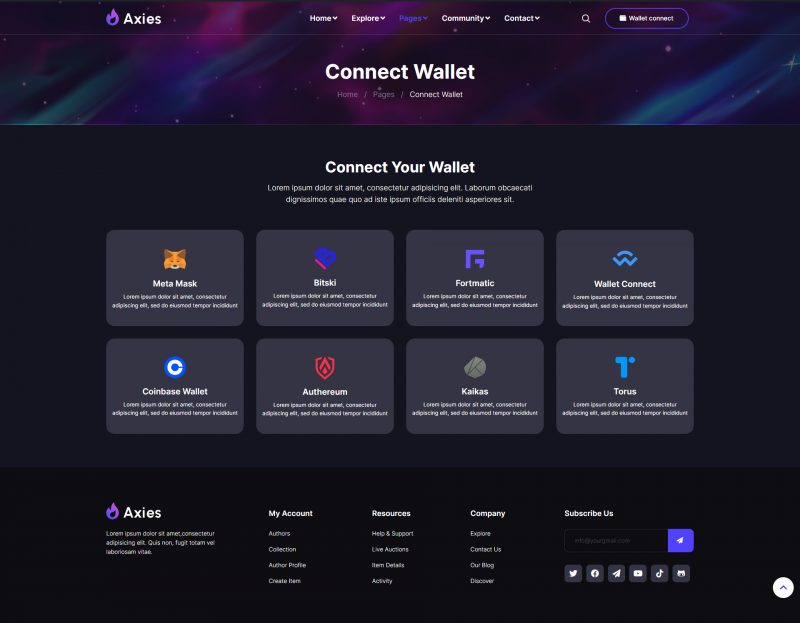 Axies
Home Explore Pages Community Contact
Wallet connect
Connect Wallet
Home / Pages / Connect Wallet
Connect Your Wallet
Lorem ipsum dolor sit amet, consectetur adipisicing elit. Laborum obcaecati
dignissimos quae quo ad iste ipsum officiis deleniti asperiores sit.
Meta Mask
Lorem ipsum dolor sit amet, consectetur
adipiscing elit, sed do eiusmod tempor incididunt
Bitski
Lorem ipsum dolor sit amet, consectetur
adipiscing elit, sed do eiusmod tempor incididunt
Fortmatic
Lorem ipsum dolor sit amet, consectetur
adipiscing elit, sed do eiusmod tempor incididunt
Wallet Connect
Lorem ipsum dolor sit amet, consectetur
adipiscing elit, sed do eiusmod tempor incididunt
Coinbase Wallet
Lorem ipsum dolor sit amet, consectetur
adipiscing elit, sed do eiusmod tempor incididunt
Authereum
Lorem ipsum dolor sit amet, consectetur
adipiscing elit, sed do eiusmod tempor incididunt
Kaikas
Lorem ipsum dolor sit amet, consectetur
adipiscing elit, sed do eiusmod tempor incididunt
Torus
Lorem ipsum dolor sit amet, consectetur
adipiscing elit, sed do eiusmod tempor incididunt
Axies
Lorem ipsum dolor sit amet,consectetur
adipisicing elit. Quis non, fugit totam vel
laboriosam vitae.
My Account
Authors
Collection
Author Profile
Create Item
Resources
Help & Support
Live Auctions
Item Details
Activity
Company
Explore
Contact Us
Our Blog
Discover
Subscribe Us
info@yourgmail.com